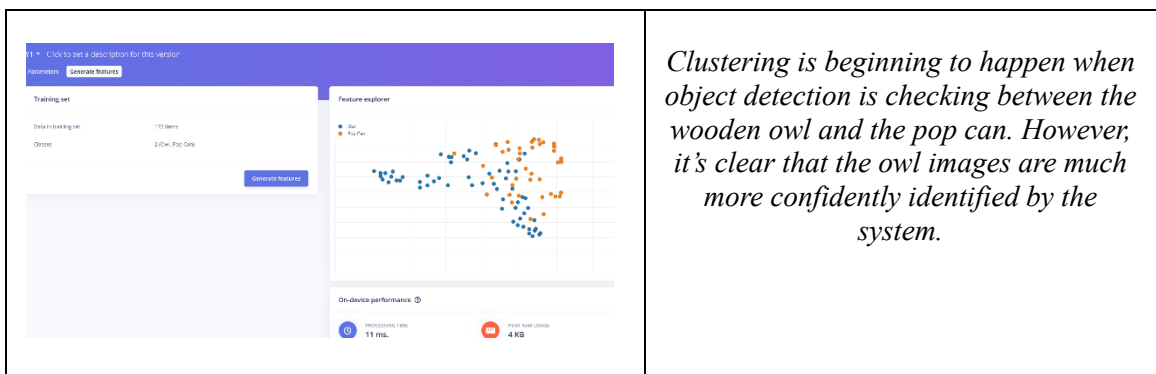 #1 Click to set a description for this version
Parameters Generate features
Training set
Data in training set 172 items
Classes 2 (Owl, Pop Can)
Generate features
Feature explorer
Owl
Pop Can
On-device performance
PROCESSING TIME
11 ms.
PEAK RAM USAGE
4 KB
Clustering is beginning to happen when
object detection is checking between the
wooden owl and the pop can. However,
it’s clear that the owl images are much
more confidently identified by the
system.